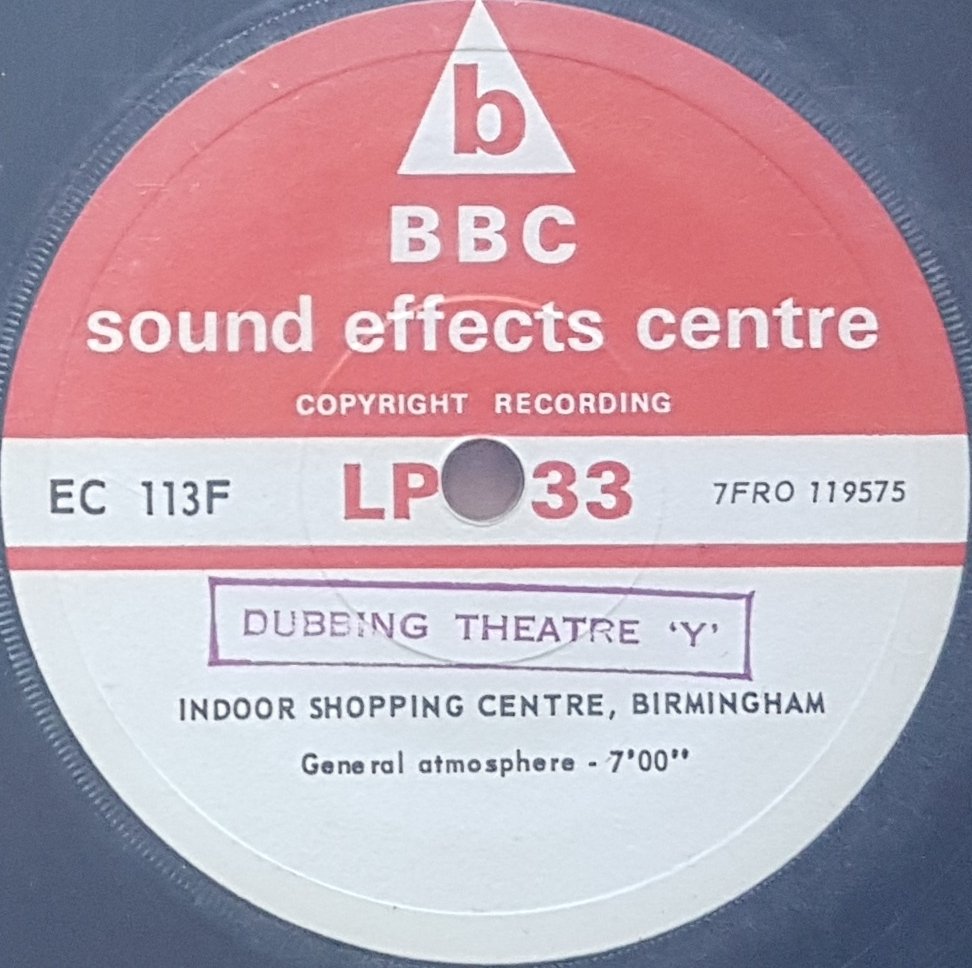 b
BBC
sound effects centre
COPYRIGHT RECORDING
EC 113F LP 33 7FRO 119575
DUBBING THEATRE 'Y'
INDOOR SHOPPING CENTRE, BIRMINGHAM
General atmosphere - 7'00"